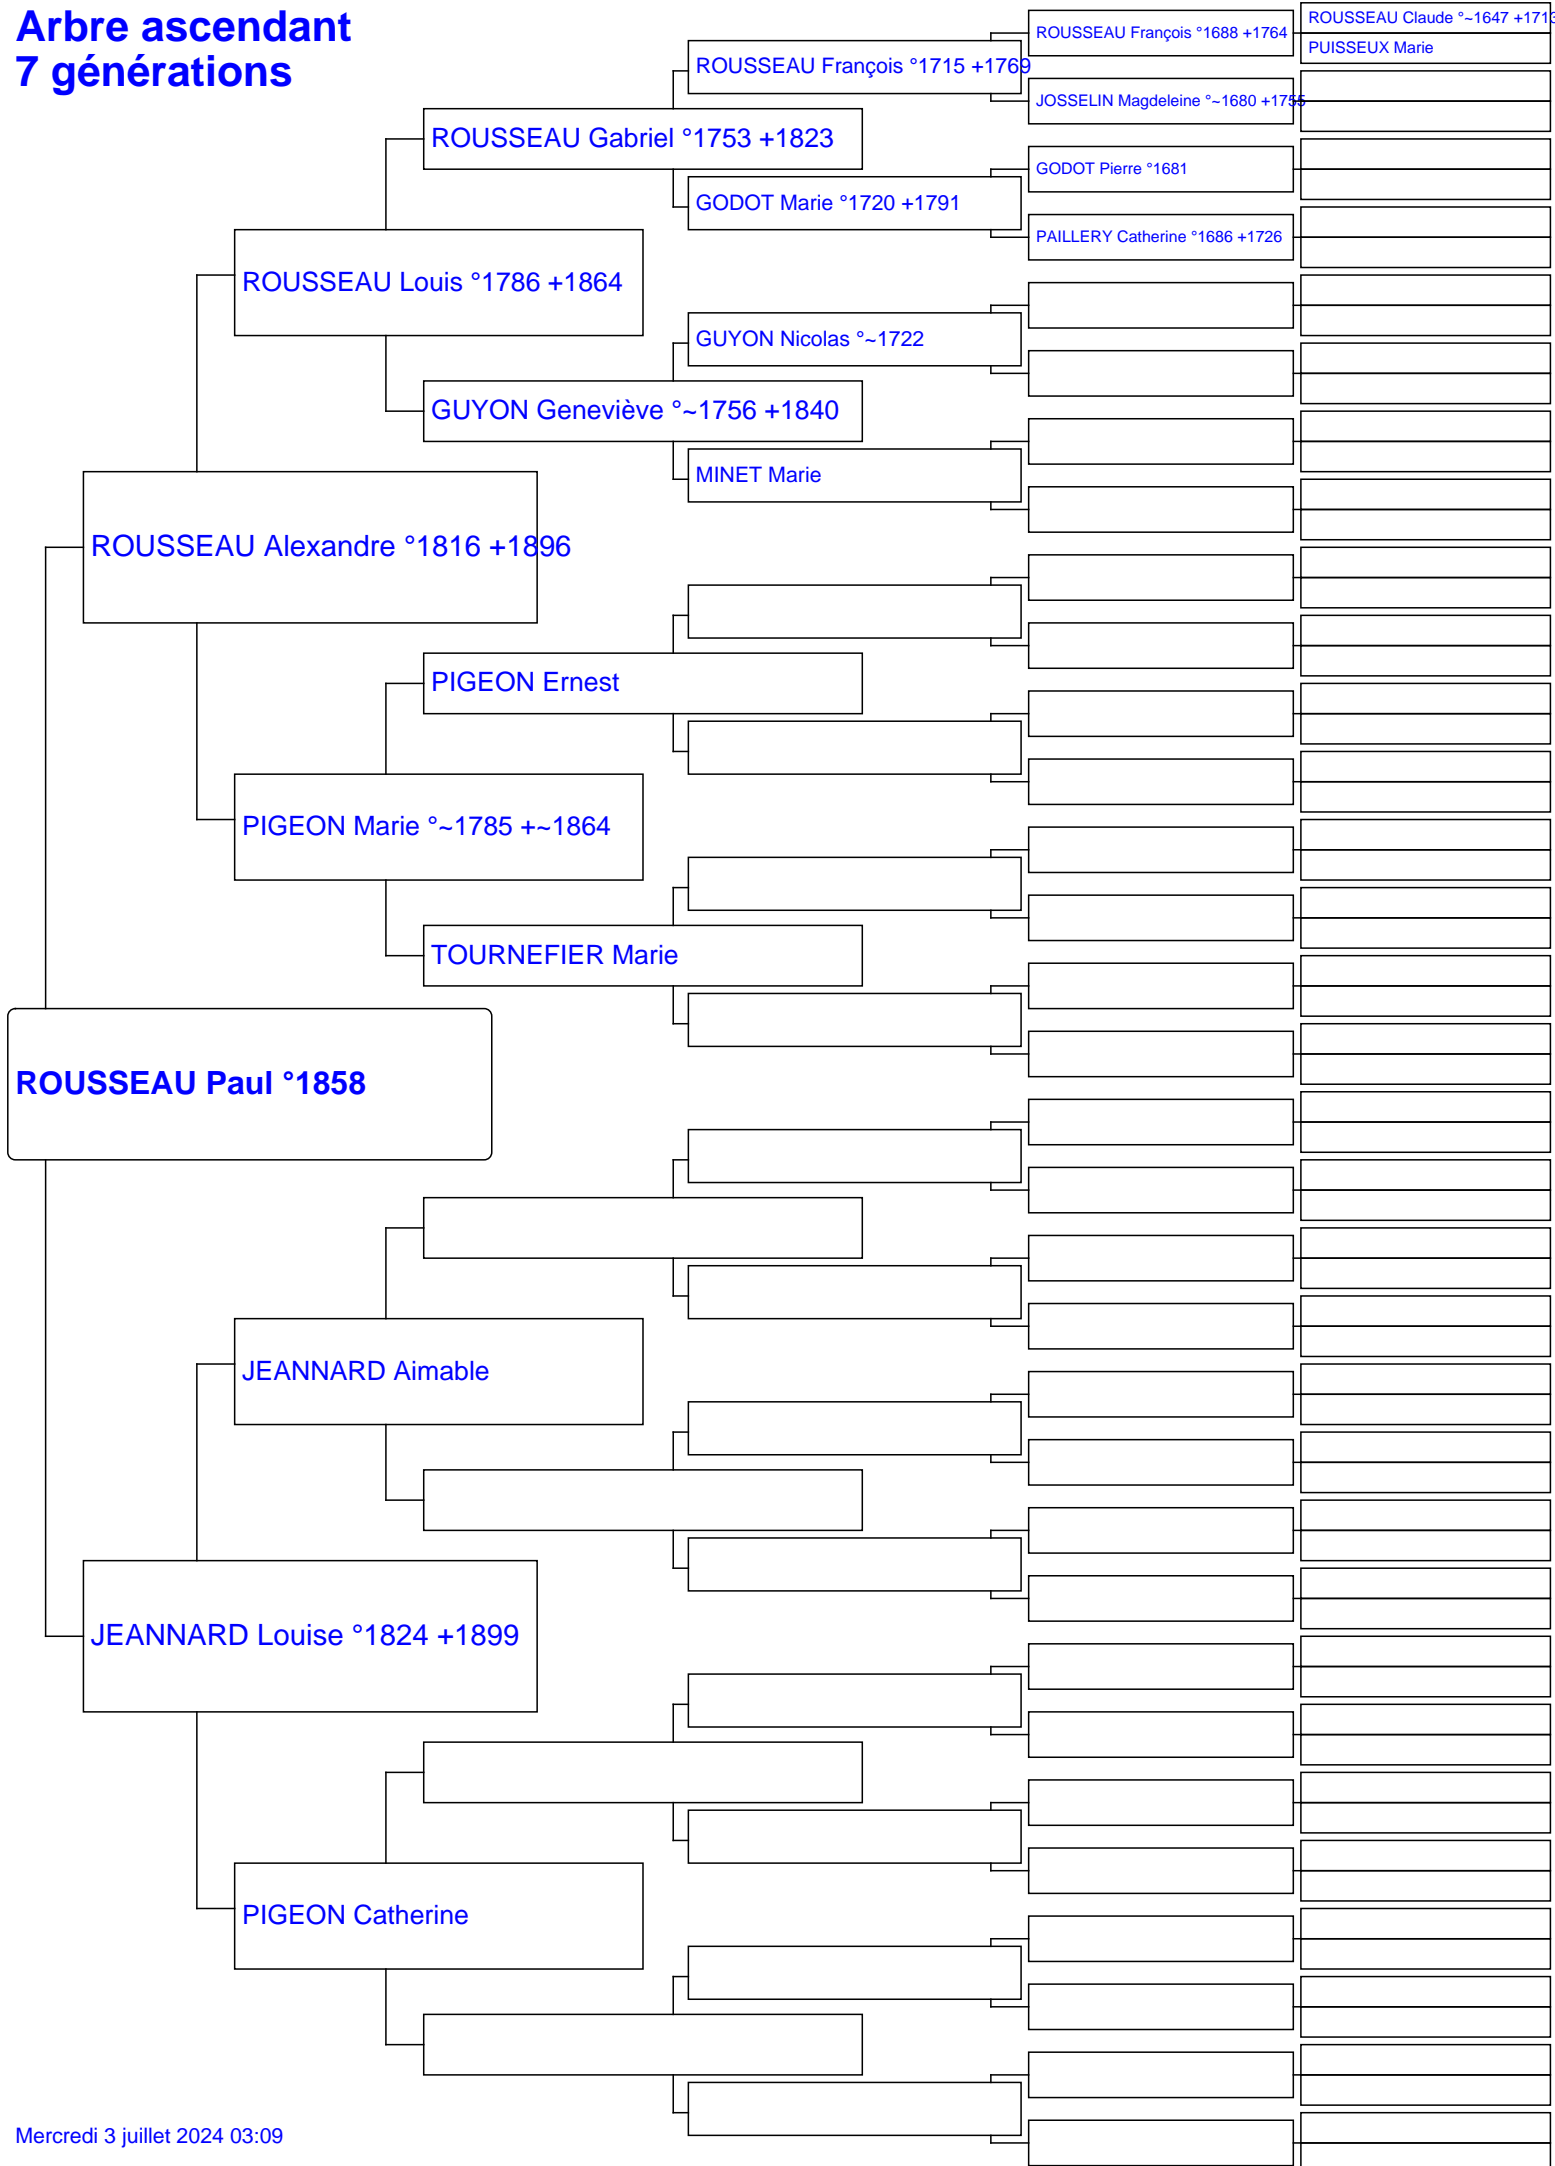 Arbre ascendant
7 générations
ROUSSEAU Claude °~1647 +1713
ROUSSEAU François °1688 +1764
PUISSEUX Marie
ROUSSEAU François °1715 +1769
JOSSELIN Magdeleine °~1680 +1755
ROUSSEAU Gabriel °1753 +1823
GODOT Pierre °1681
GODOT Marie °1720 +1791
PAILLERY Catherine °1686 +1726
ROUSSEAU Louis °1786 +1864
GUYON Nicolas °~1722
GUYON Geneviève °~1756 +1840
MINET Marie
ROUSSEAU Alexandre °1816 +1896
PIGEON Ernest
PIGEON Marie °~1785 +~1864
TOURNEFIER Marie
ROUSSEAU Paul °1858
JEANNARD Aimable
JEANNARD Louise °1824 +1899
PIGEON Catherine
Mercredi 3 juillet 2024 03:09